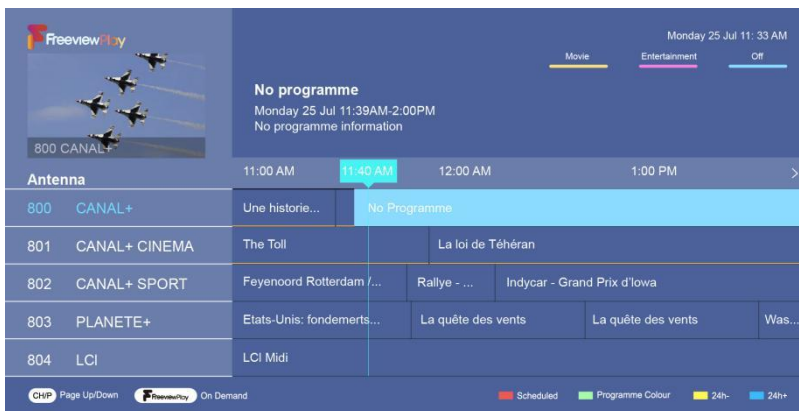 FreeviewPlay
Monday 25 Jul 11: 33 AM
Movie Entertainment Off
No programme
Monday 25 Jul 11:39AM-2:00PM
No programme information
800 CANAL+
Antenna
11:00 AM 11:40 AM 12:00 AM 1:00 PM
800 CANAL+ Une historie... No Programme
801 CANAL+ CINEMA The Toll La loi de Téhéran
802 CANAL+ SPORT Feyenoord Rotterdam /... Rallye - ... Indycar - Grand Prix d'Iowa
803 PLANETE+ Etats-Unis: fondemerts... La quête des vents La quête des vents Was...
804 LCI LCI Midi
CH/P Page Up/Down FreeviewPlay On Demand Scheduled Programme Colour 24h- 24h+